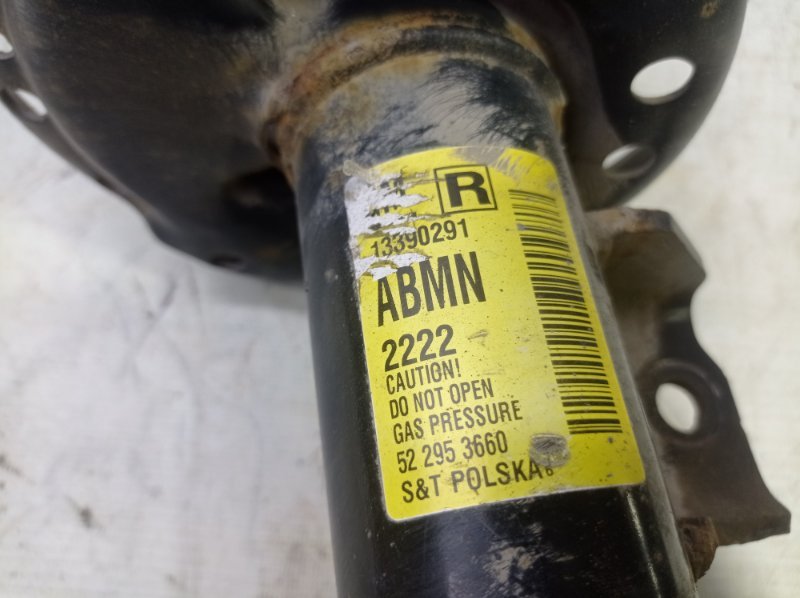 R
13390291
ABMN
2222
CAUTION!
DO NOT OPEN
GAS PRESSURE
52 295 3660
S&T POLSKA